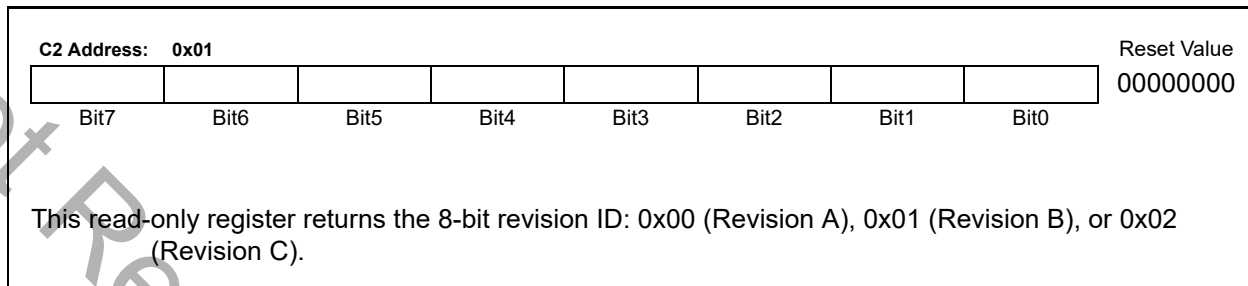 C2 Address: 0x01 Reset Value
00000000
Bit7 Bit6 Bit5 Bit4 Bit3 Bit2 Bit1 Bit0
This read-only register returns the 8-bit revision ID: 0x00 (Revision A), 0x01 (Revision B), or 0x02
(Revision C).